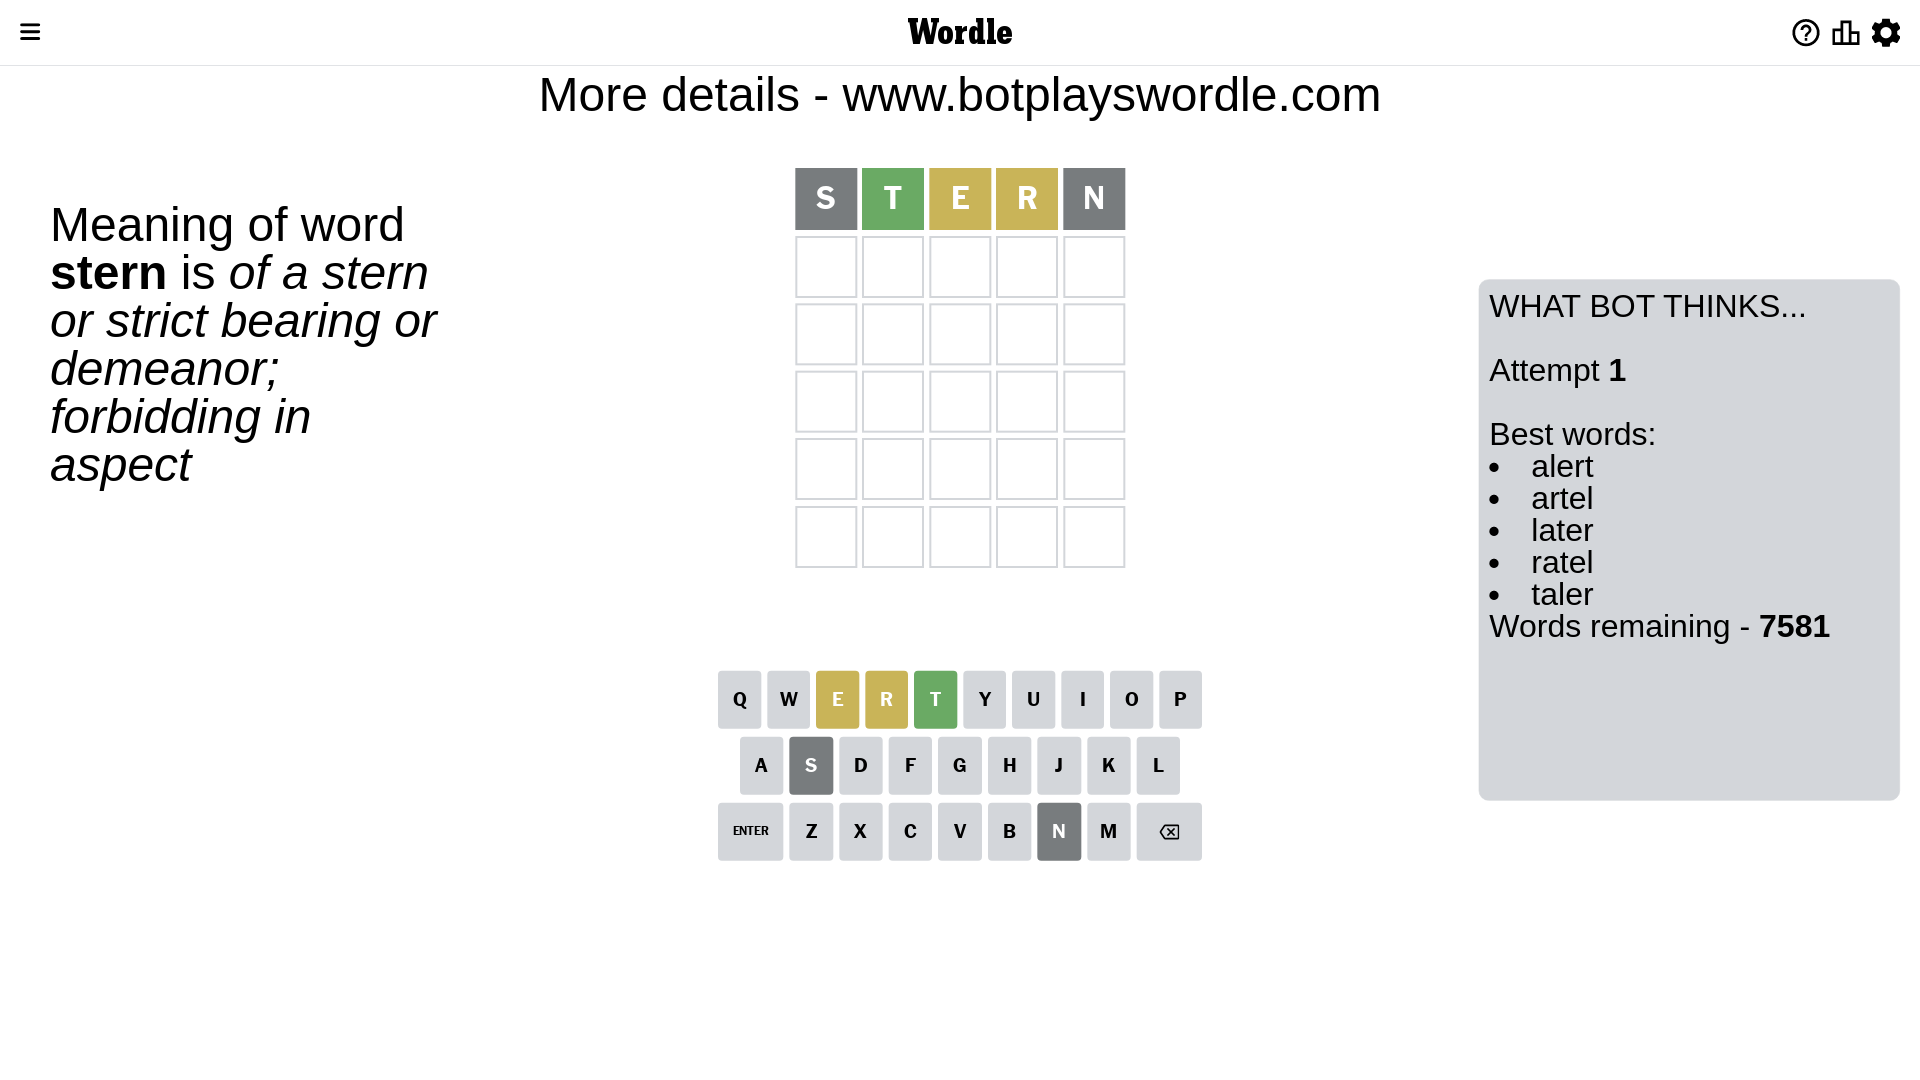 Wordle
More details - www.botplayswordle.com
Meaning of word
stern is of a stern
or strict bearing or
demeanor;
forbidding in
aspect
S T E R N
WHAT BOT THINKS...
Attempt 1
Best words:
• alert
• artel
• later
• ratel
• taler
Words remaining - 7581
Q W E R T Y U I O P
A S D F G H J K L
ENTER Z X C V B N M